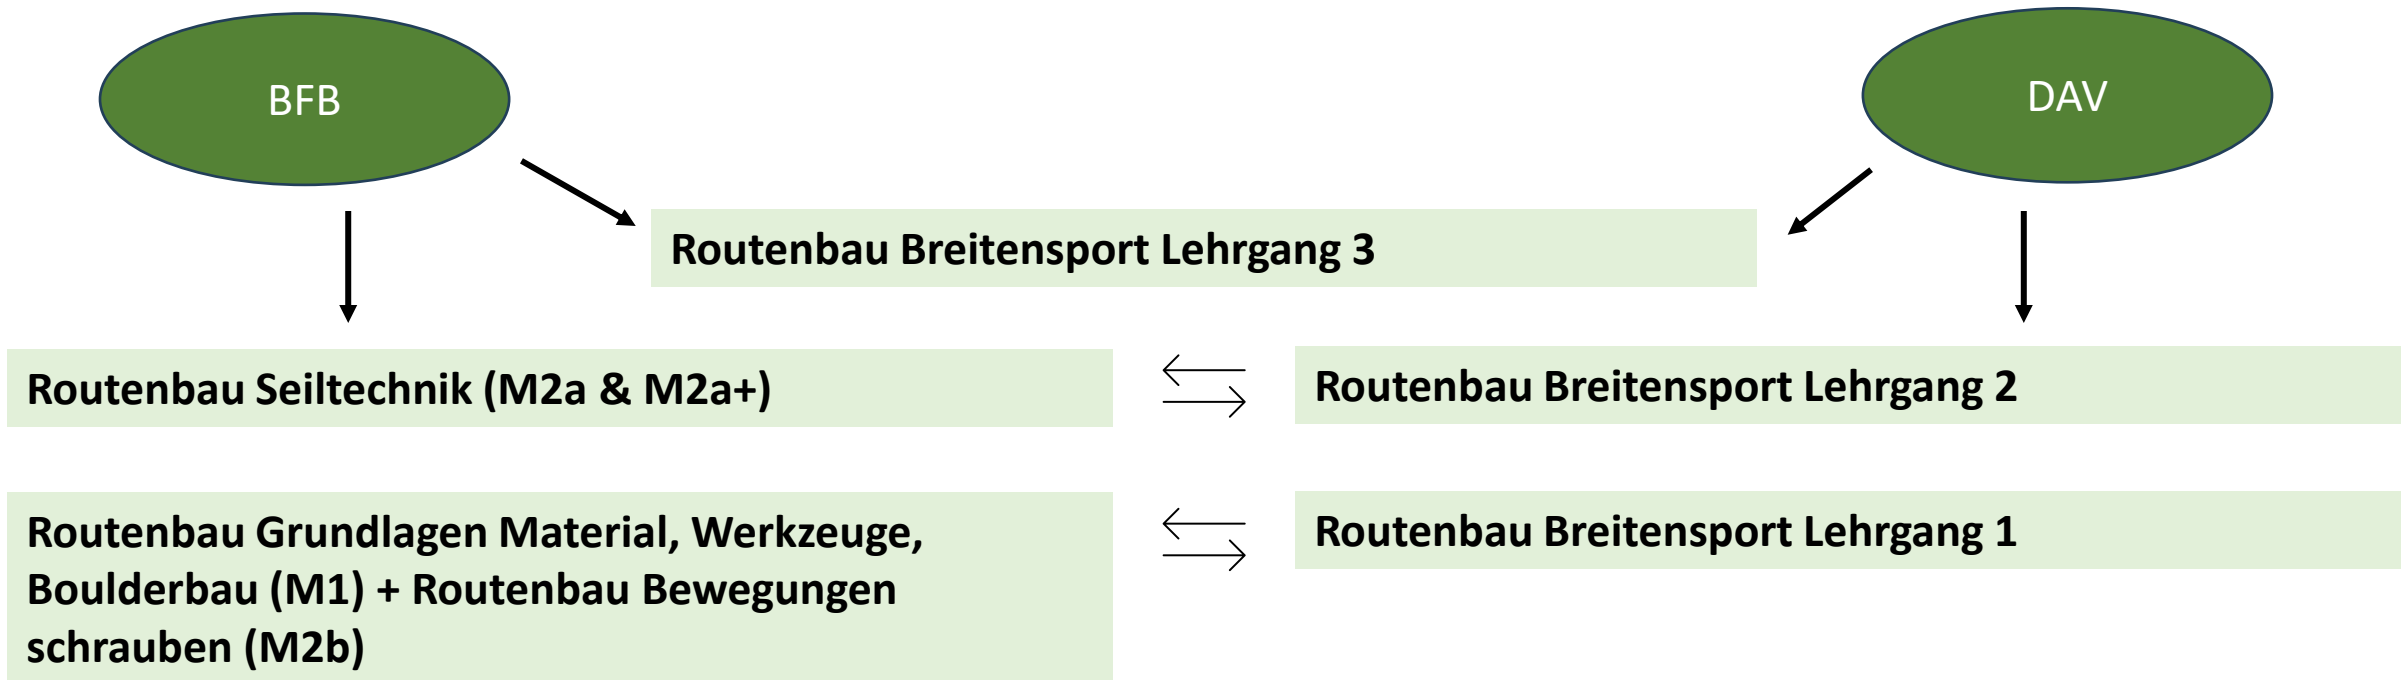 BFB
DAV
Routenbau Breitensport Lehrgang 3
Routenbau Seiltechnik (M2a & M2a+)
Routenbau Breitensport Lehrgang 2
Routenbau Grundlagen Material, Werkzeuge,
Boulderbau (M1) + Routenbau Bewegungen
schrauben (M2b)
Routenbau Breitensport Lehrgang 1